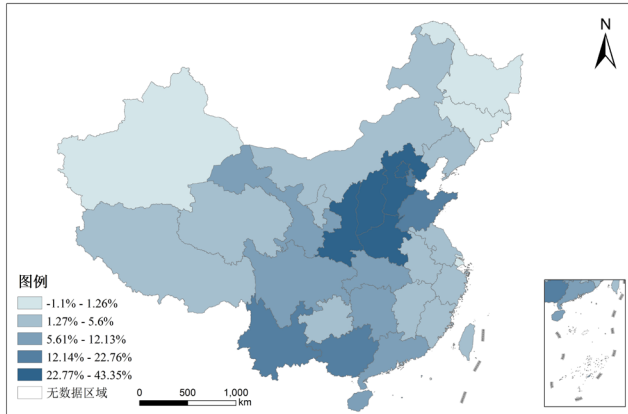 N
图例
-1.1% - 1.26%
1.27% - 5.6%
5.61% - 12.13%
12.14% - 22.76%
22.77% - 43.35%
无数据区域
0 500 1,000
km